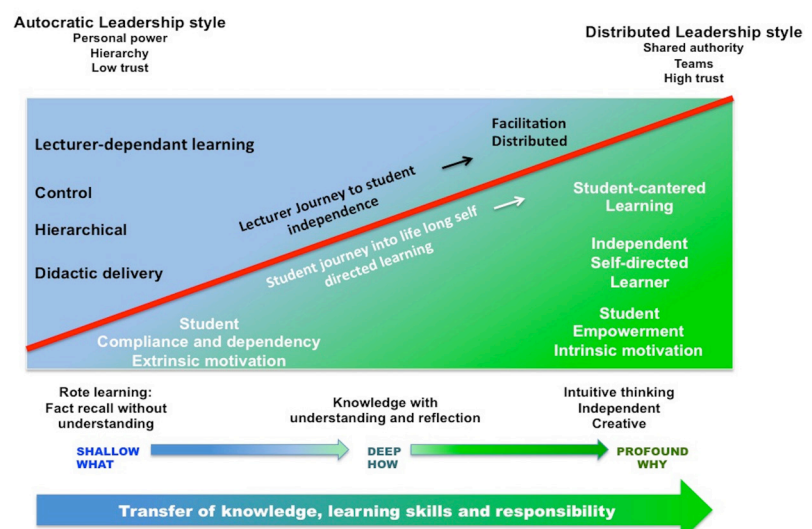 Autocratic Leadership style
Personal power
Hierarchy
Low trust
Distributed Leadership style
Shared authority
Teams
High trust
Lecturer-dependant learning
Control
Hierarchical
Didactic delivery
Facilitation
Distributed
Lecturer Journey to student
independence
Student journey into life long self
directed learning
Student-cantered
Learning
Independent
Self-directed
Learner
Student
Empowerment
Intrinsic motivation
Student
Compliance and dependency
Extrinsic motivation
Rote learning:
Fact recall without
understanding
Knowledge with
understanding and reflection
Intuitive thinking
Independent
Creative
SHALLOW
WHAT
DEEP
HOW
PROFOUND
WHY
Transfer of knowledge, learning skills and responsibility